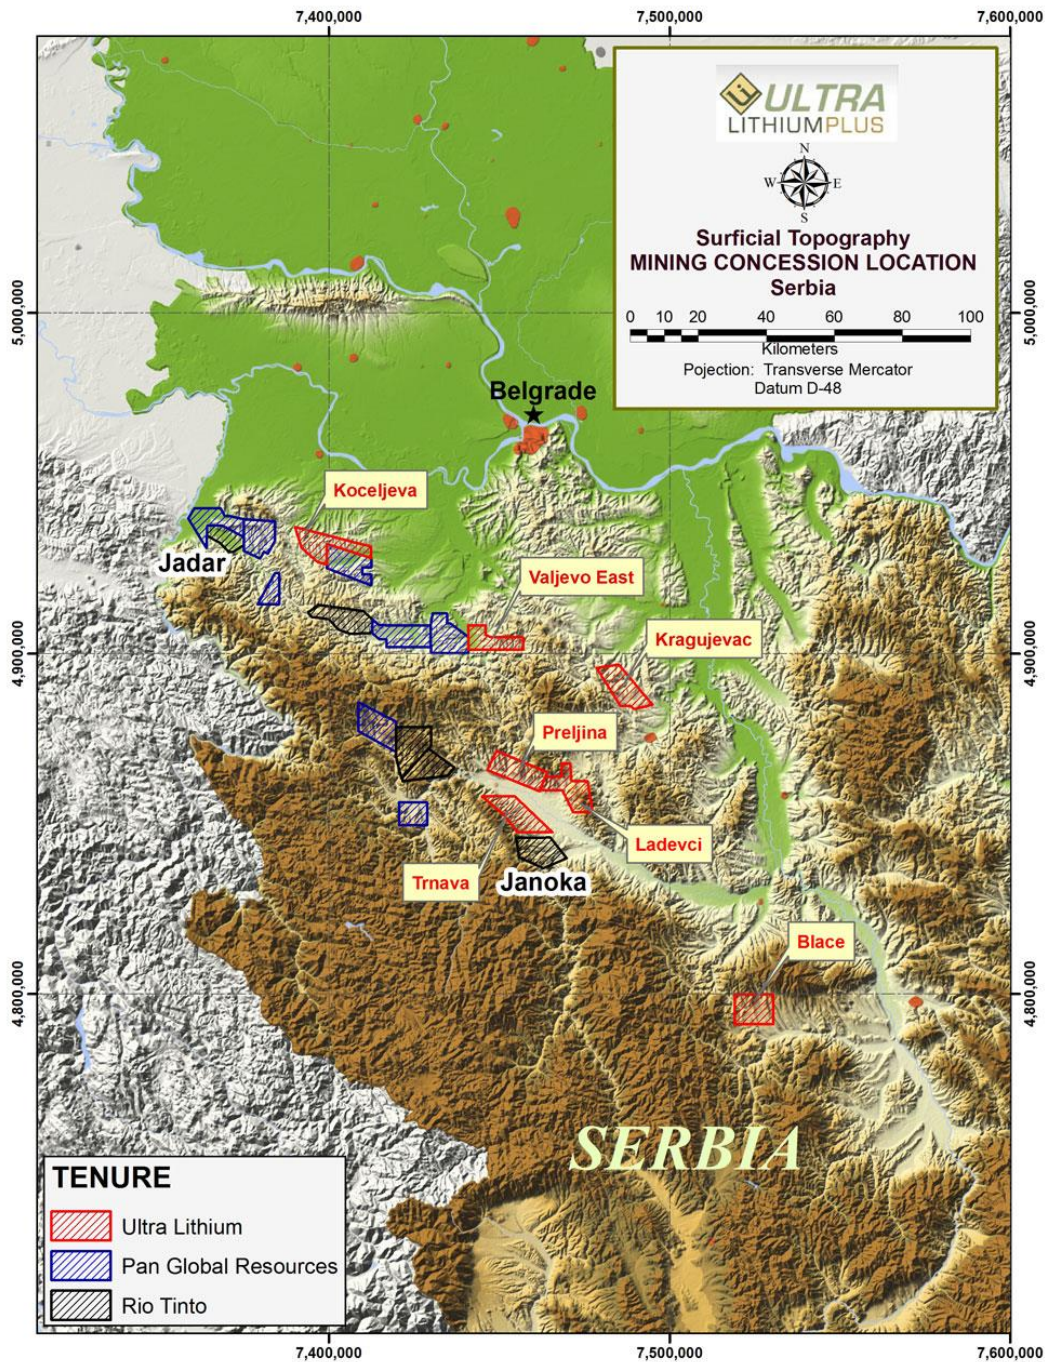 7,400,000
7,500,000
7,600,000
Li ULTRA
LITHIUMPLUS
N
W E
S
Surficial Topography
MINING CONCESSION LOCATION
Serbia
0 5 10 20 40 60 80 100
Kilometers
Pojection: Transverse Mercator
Datum D-48
5,000,000
5,000,000
Belgrade
Koceljeva
Jadar
Valjevo East
Kragujevac
4,900,000
4,900,000
Preljina
Ladevci
Trnava
Janoka
Blace
4,800,000
4,800,000
SERBIA
TENURE
Ultra Lithium
Pan Global Resources
Rio Tinto
7,400,000
7,500,000
7,600,000